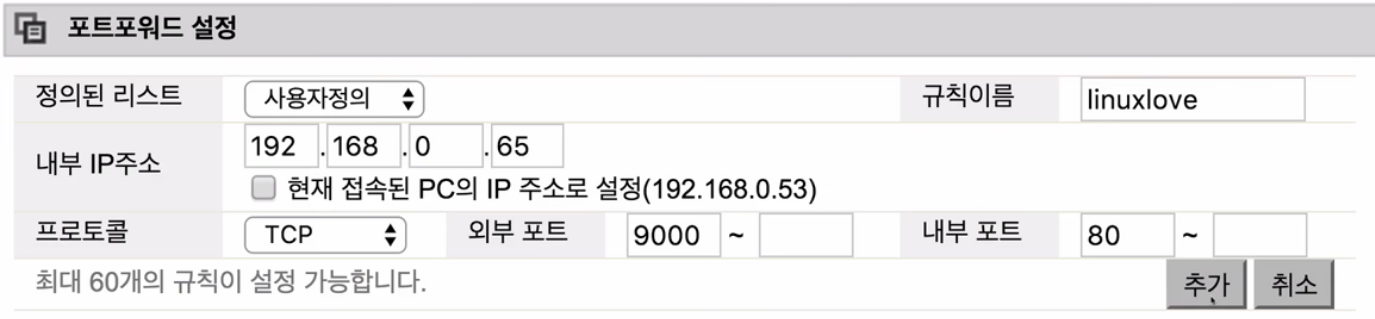 포트포워드 설정
정의된 리스트 사용자정의 규칙이름 linuxlove
내부 IP주소 192 . 168 . 0 . 65
현재 접속된 PC의 IP 주소로 설정(192.168.0.53)
프로토콜 TCP 외부 포트 9000 ~ 내부 포트 80 ~
최대 60개의 규칙이 설정 가능합니다. 추가 취소